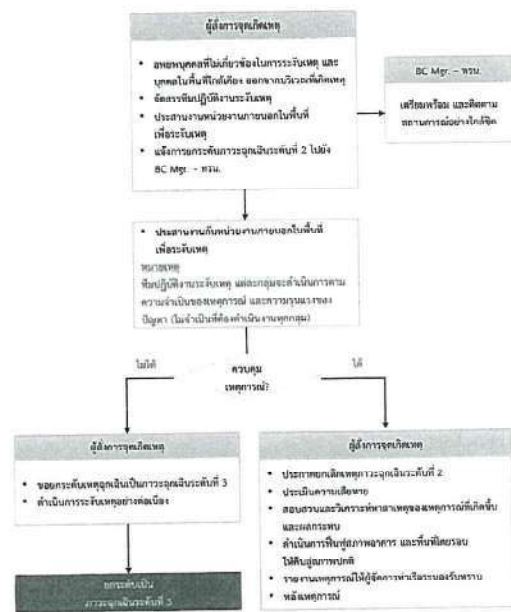 ผู้สั่งการจุดเกิดเหตุ
• อพยพบุคคลที่ไม่เกี่ยวข้องในการระงับเหตุ และ
บุคคลในพื้นที่ใกล้เคียง ออกจากบริเวณที่เกิดเหตุ
• จัดสรรทีมปฏิบัติงานระงับเหตุ
• ประสานงานหน่วยงานภายนอกในพื้นที่
เพื่อระงับเหตุ
• แจ้งการยกระดับภาวะฉุกเฉินระดับที่ 2 ไปยัง
BC Mgr. - ทรน.
BC Mgr. - ทรน.
เตรียมพร้อม และติดตาม
สถานการณ์อย่างใกล้ชิด
• ประสานงานกับหน่วยงานภายนอกในพื้นที่
เพื่อระงับเหตุ
หมายเหตุ
ทีมปฏิบัติงานระงับเหตุ แต่ละกลุ่มจะดำเนินการตาม
ความจำเป็นของเหตุการณ์ และความรุนแรงของ
ปัญหา (ไม่จำเป็นที่ต้องดำเนินงานทุกกลุ่ม)
ไม่ได้
ควบคุม
เหตุการณ์?
ได้
ผู้สั่งการจุดเกิดเหตุ
• ขอยกระดับเหตุฉุกเฉินเป็นภาวะฉุกเฉินระดับที่ 3
• ดำเนินการระงับเหตุอย่างต่อเนื่อง
ยกระดับเป็น
ภาวะฉุกเฉินระดับที่ 3
ผู้สั่งการจุดเกิดเหตุ
• ประกาศยกเลิกเหตุภาวะฉุกเฉินระดับที่ 2
• ประเมินความเสียหาย
• สอบสวนและวิเคราะห์หาสาเหตุของเหตุการณ์ที่เกิดขึ้น
และผลกระทบ
• ดำเนินการฟื้นฟูสภาพอาคาร และพื้นที่โดยรอบ
ให้คืนสู่สภาพปกติ
• รายงานเหตุการณ์ให้ผู้จัดการท่าเรือระนองรับทราบ
• หลังเหตุการณ์